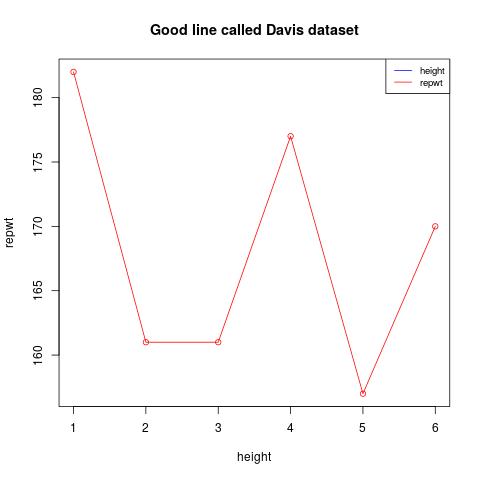 Good line called Davis dataset
height
repwt
repwt
180
175
170
165
160
1 2 3 4 5 6
height